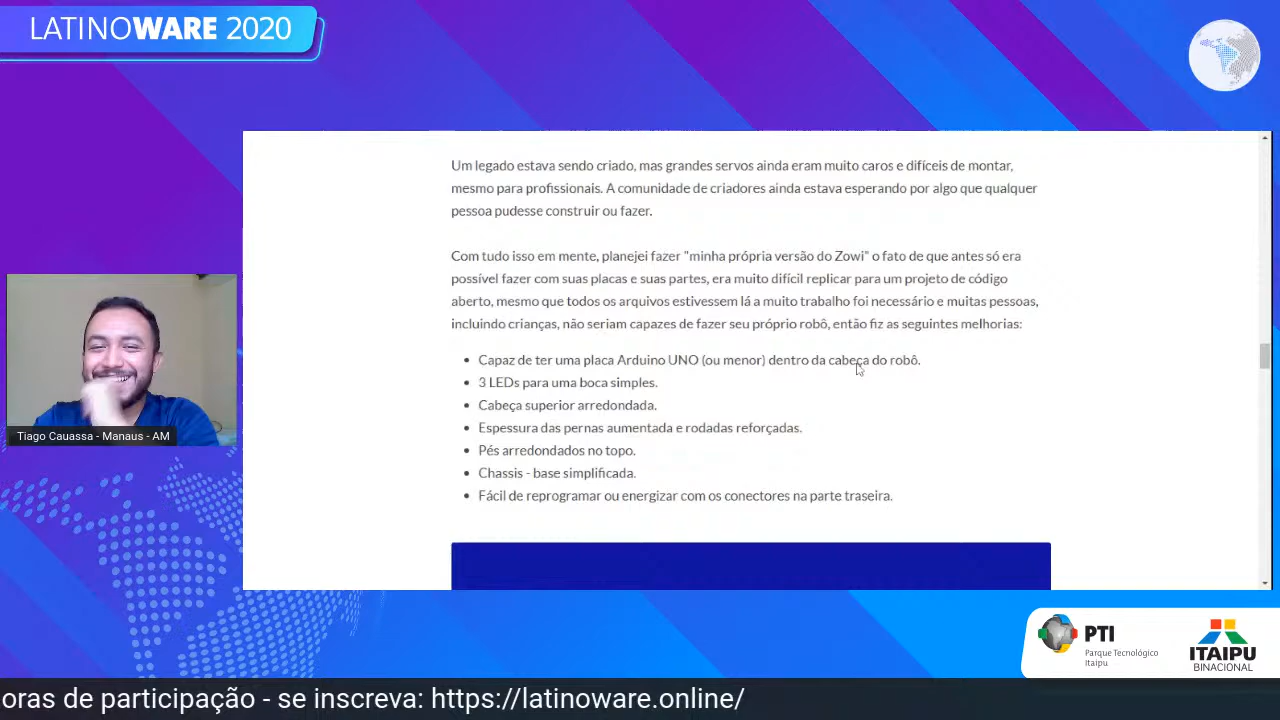 LATINOWARE 2020
Um legado estava sendo criado, mas grandes servos ainda eram muito caros e difíceis de montar,
mesmo para profissionais. A comunidade de criadores ainda estava esperando por algo que qualquer
pessoa pudesse construir ou fazer.
Com tudo isso em mente, planejei fazer "minha própria versão do Zowi" o fato de que antes só era
possível fazer com suas placas e suas partes, era muito difícil replicar para um projeto de código
aberto, mesmo que todos os arquivos estivessem lá a muito trabalho foi necessário e muitas pessoas,
incluindo crianças, não seriam capazes de fazer seu próprio robô, então fiz as seguintes melhorias:
• Capaz de ter uma placa Arduino UNO (ou menor) dentro da cabeça do robô.
• 3 LEDs para uma boca simples.
• Cabeça superior arredondada.
• Espessura das pernas aumentada e rodadas reforçadas.
• Pés arredondados no topo.
• Chassis - base simplificada.
• Fácil de reprogramar ou energizar com os conectores na parte traseira.
Tiago Cauassa - Manaus - AM
PTI
Parque Tecnológico
Itaipu
ITAIPU
BINACIONAL
oras de participação - se inscreva: https://latinoware.online/